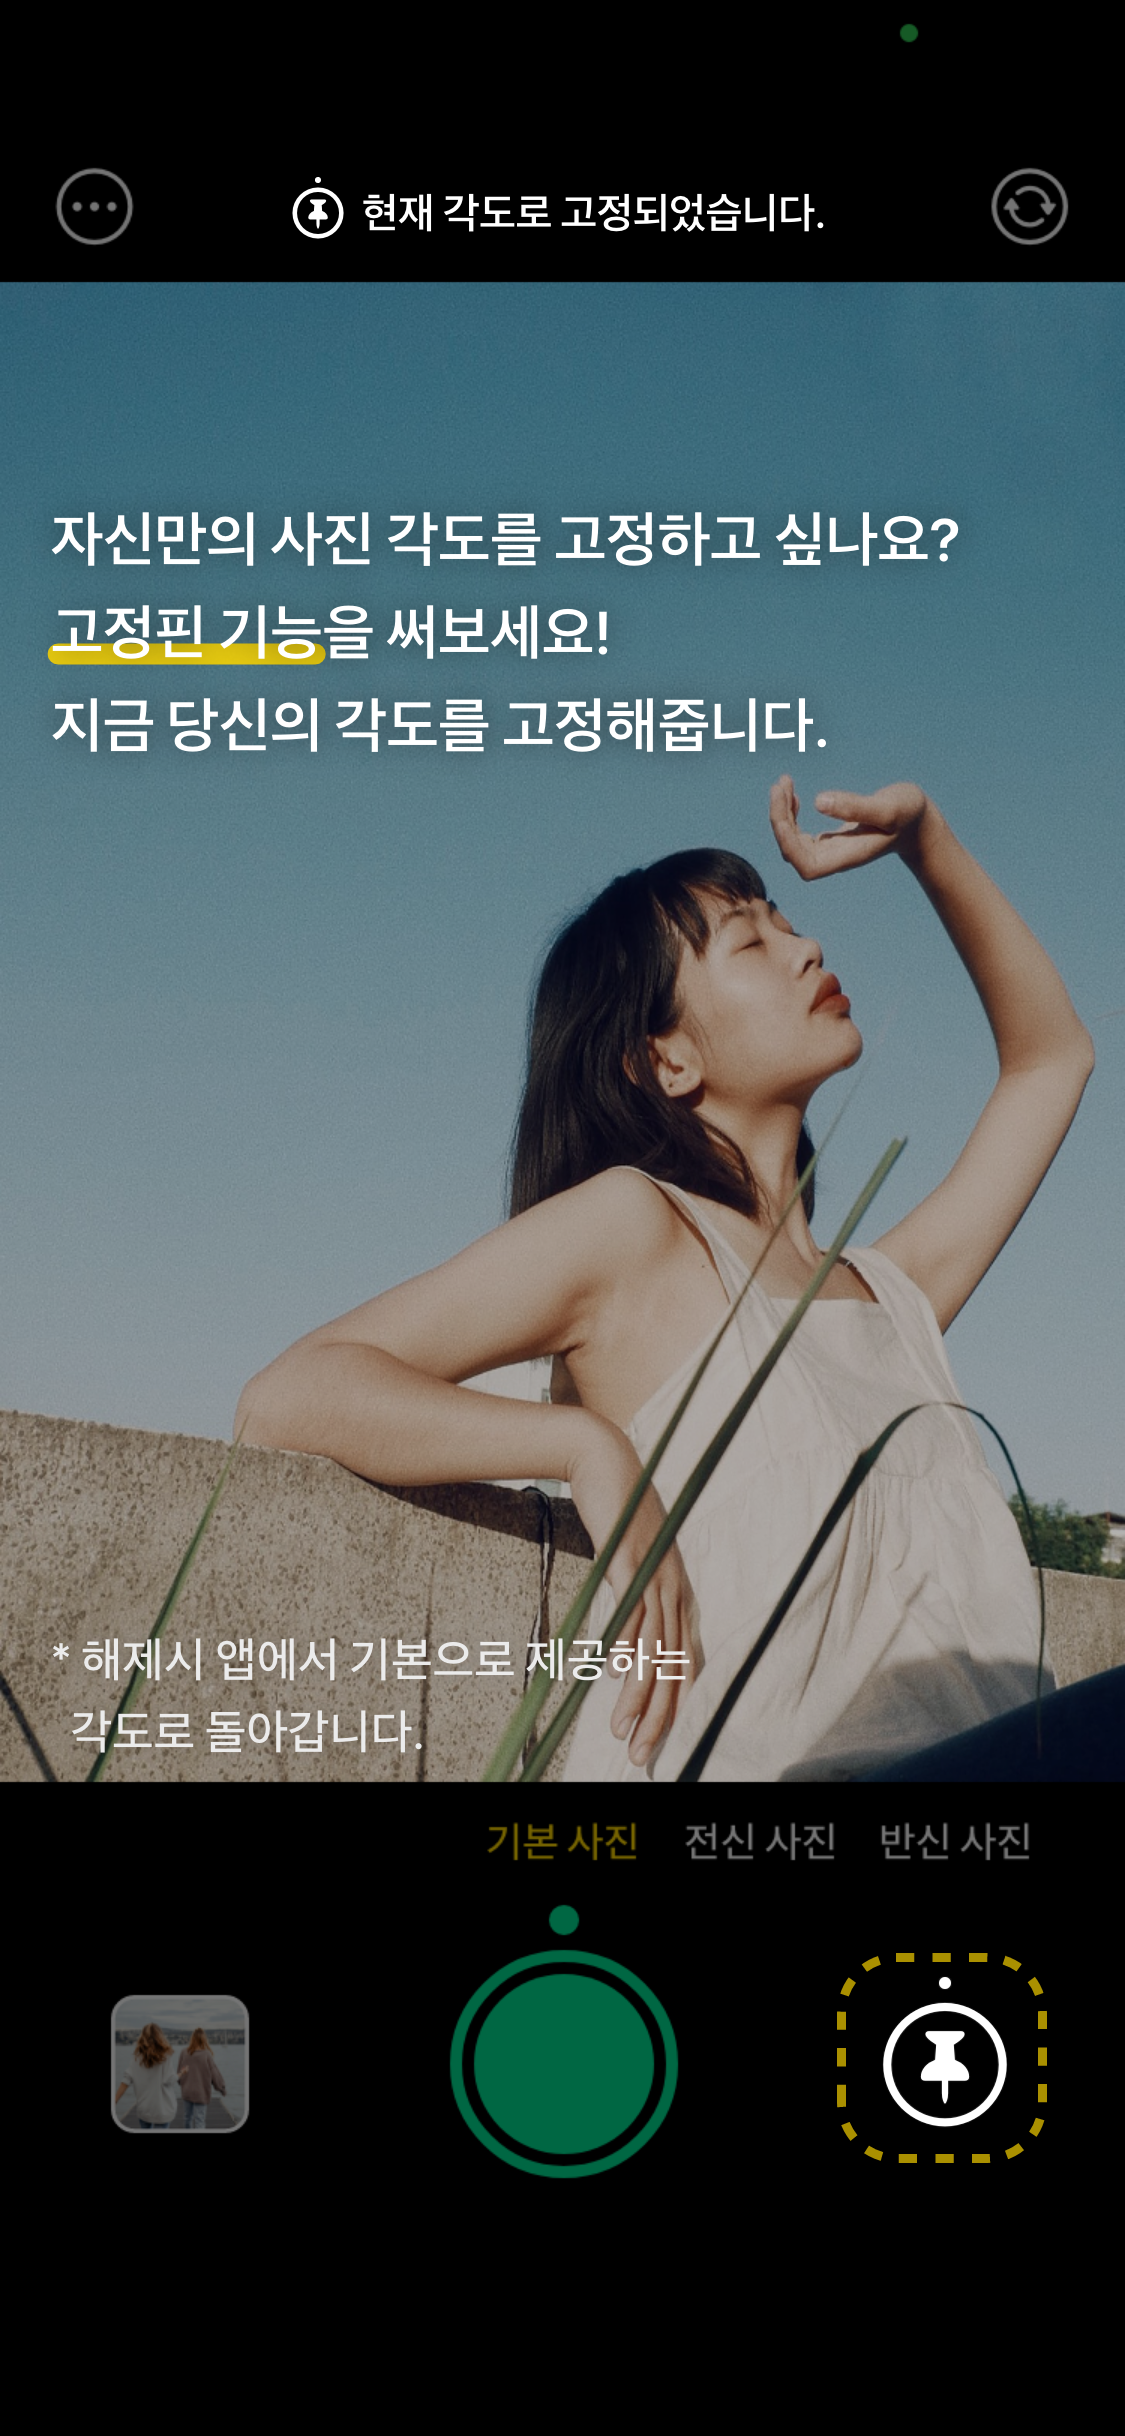 현재 각도로 고정되었습니다.
자신만의 사진 각도를 고정하고 싶나요?
고정핀 기능을 써보세요!
지금 당신의 각도를 고정해줍니다.
* 해제시 앱에서 기본으로 제공하는
각도로 돌아갑니다.
기본 사진 전신 사진 반신 사진